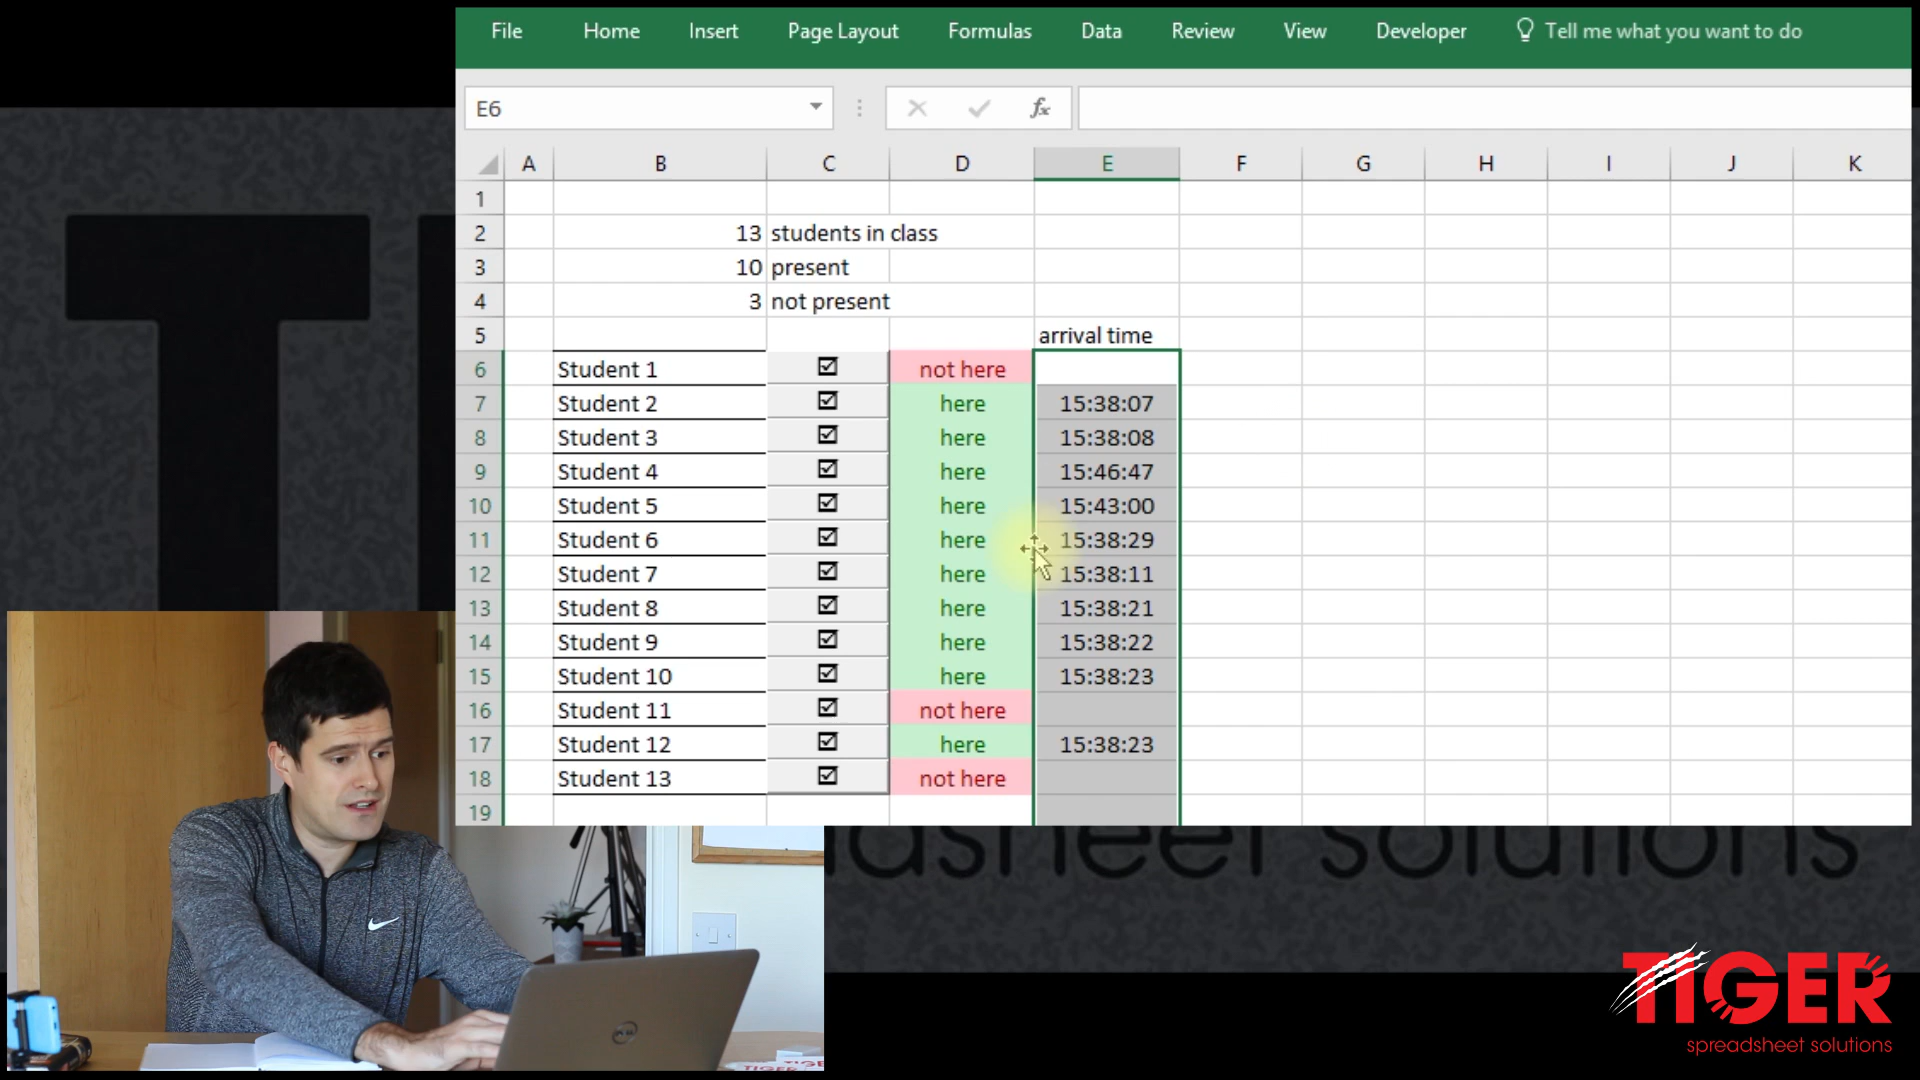 File Home Insert Page Layout Formulas Data Review View Developer Tell me what you want to do
E6 fx
A B C D E F G H I J K
1
2 13 students in class
3 10 present
4 3 not present
5 arrival time
6 Student 1 not here
7 Student 2 here 15:38:07
8 Student 3 here 15:38:08
9 Student 4 here 15:46:47
10 Student 5 here 15:43:00
11 Student 6 here 15:38:29
12 Student 7 here 15:38:11
13 Student 8 here 15:38:21
14 Student 9 here 15:38:22
15 Student 10 here 15:38:23
16 Student 11 not here
17 Student 12 here 15:38:23
18 Student 13 not here
19
dsheet solutions
DELL
TIGER
TIGER
spreadsheet solutions